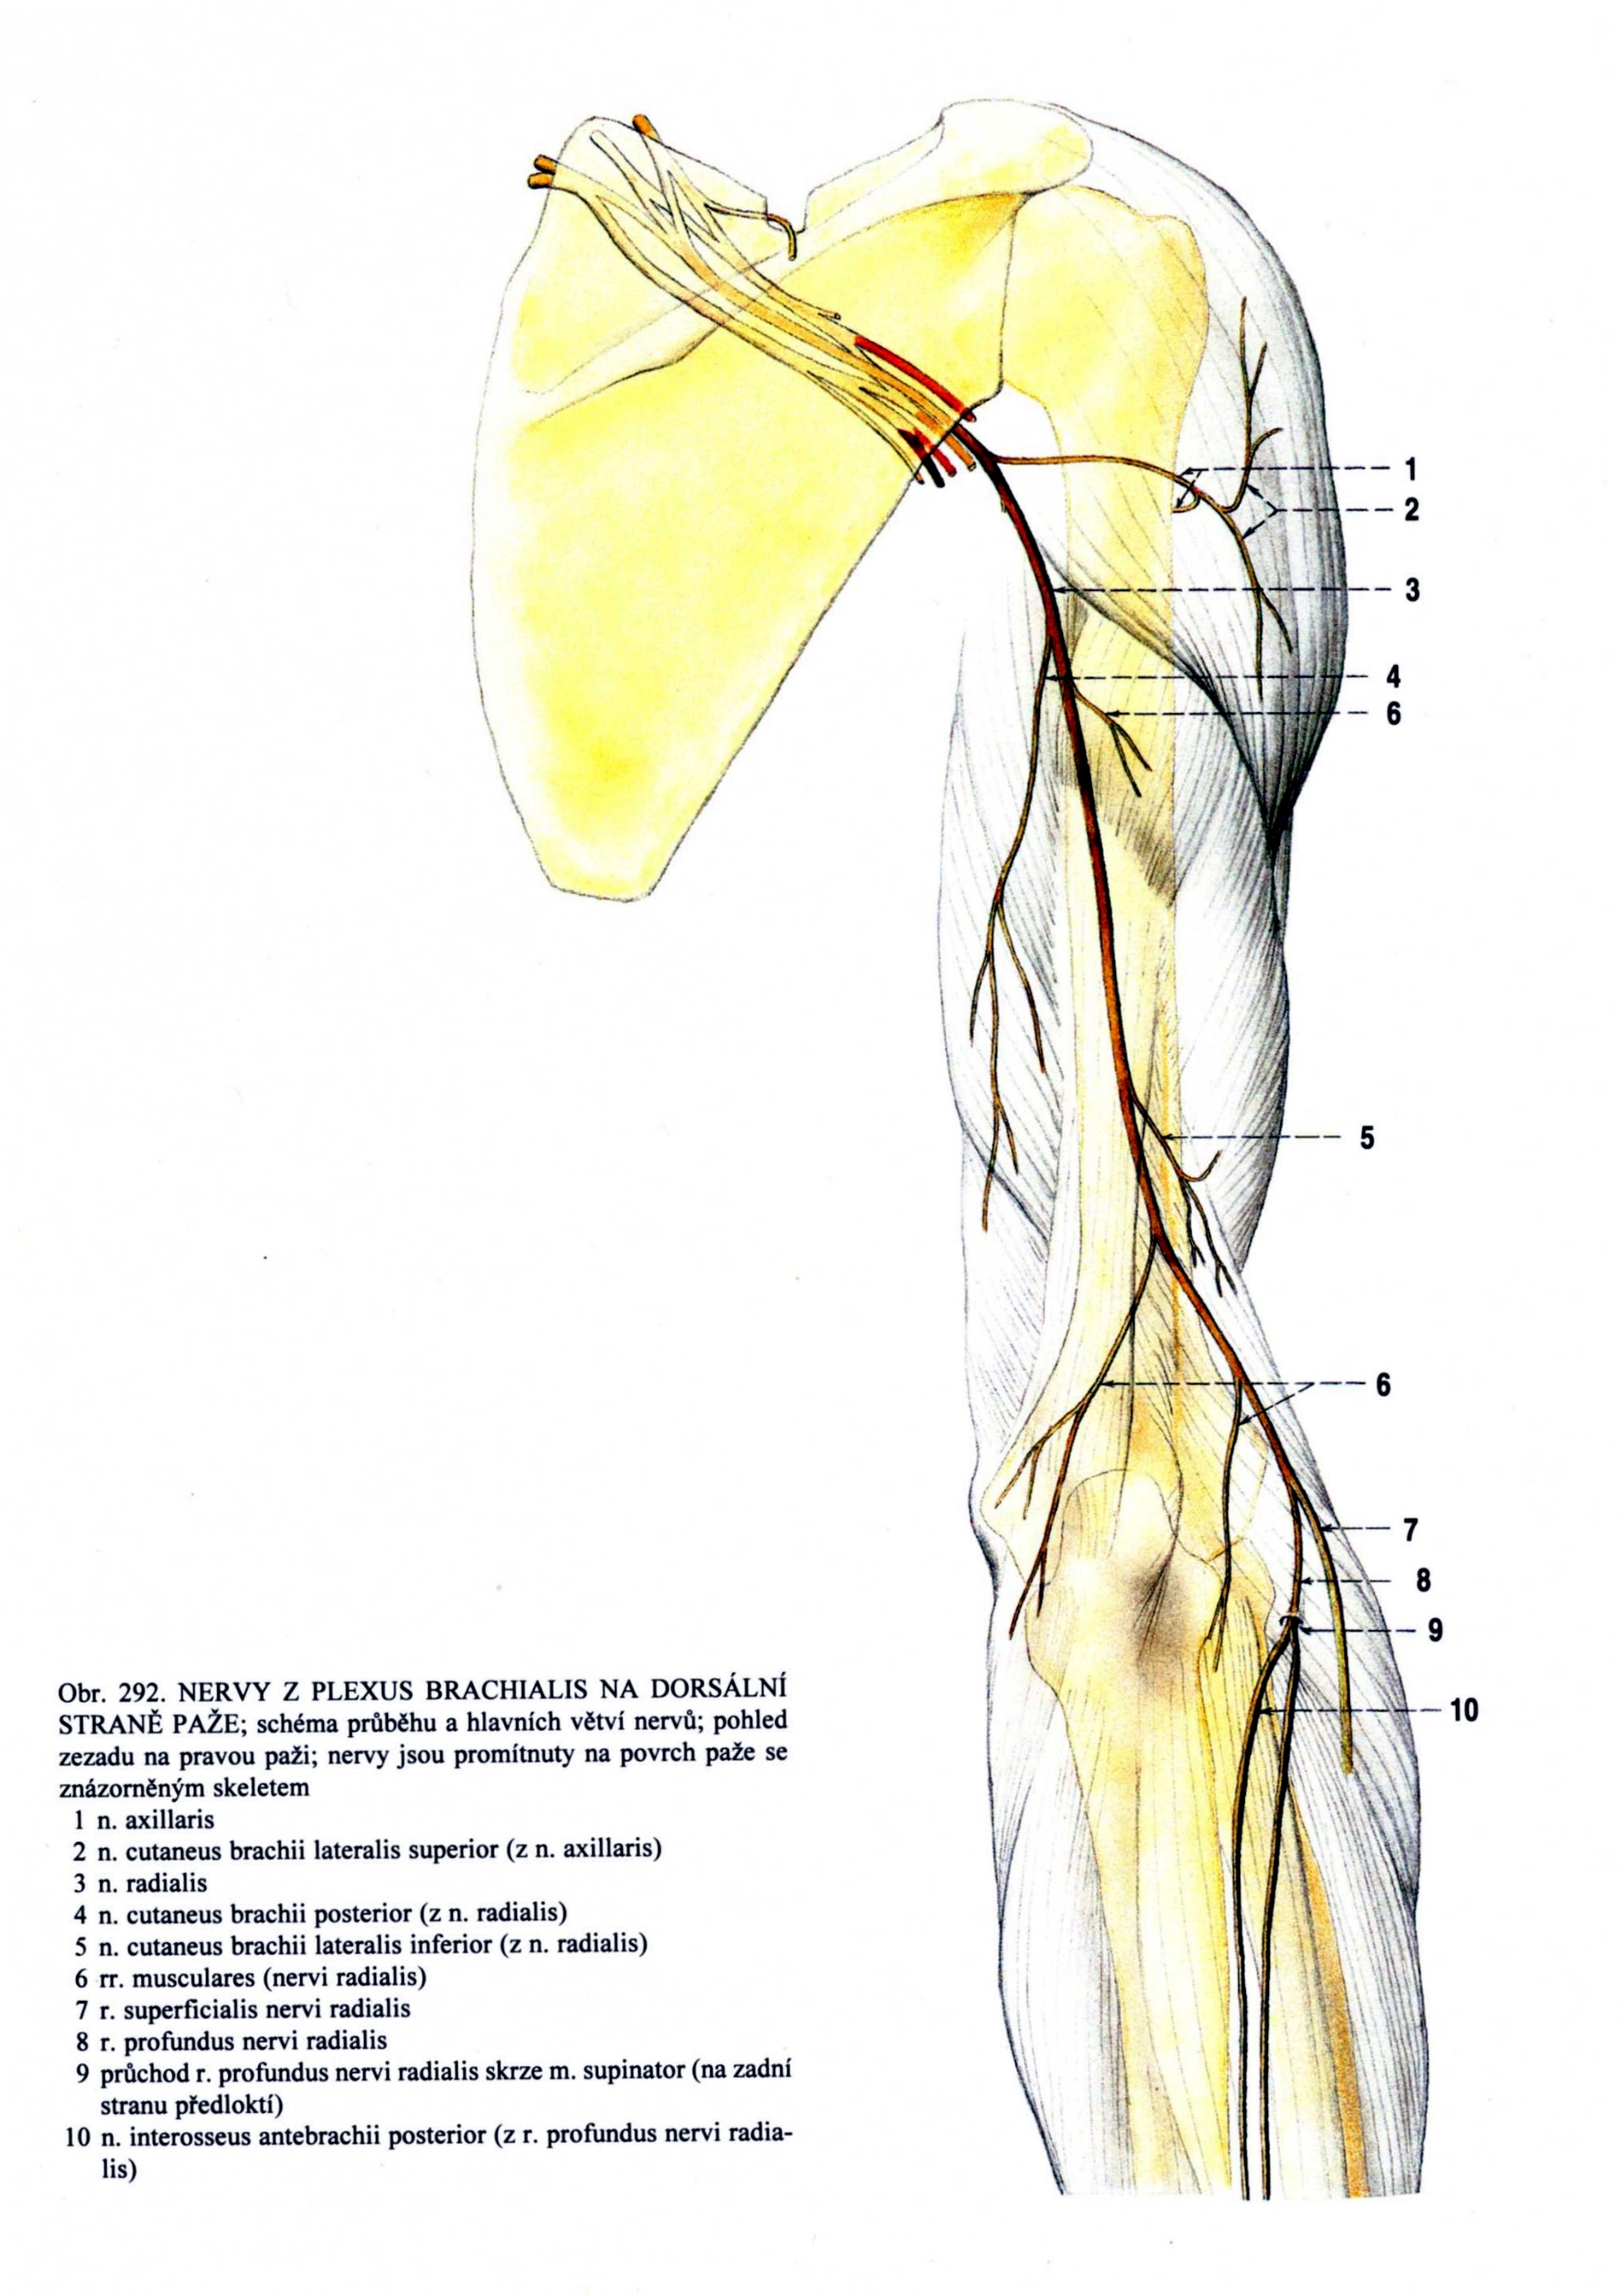 1
2
3
4
6
5
6
7
8
9
10
Obr. 292. NERVY Z PLEXUS BRACHIALIS NA DORSÁLNÍ
STRANĚ PAŽE; schéma průběhu a hlavních větví nervů; pohled
zezadu na pravou paži; nervy jsou promítnuty na povrch paže se
znázorněným skeletem
1 n. axillaris
2 n. cutaneus brachii lateralis superior (z n. axillaris)
3 n. radialis
4 n. cutaneus brachii posterior (z n. radialis)
5 n. cutaneus brachii lateralis inferior (z n. radialis)
6 rr. musculares (nervi radialis)
7 r. superficialis nervi radialis
8 r. profundus nervi radialis
9 průchod r. profundus nervi radialis skrze m. supinator (na zadní
stranu předloktí)
10 n. interosseus antebrachii posterior (z r. profundus nervi radia-
lis)